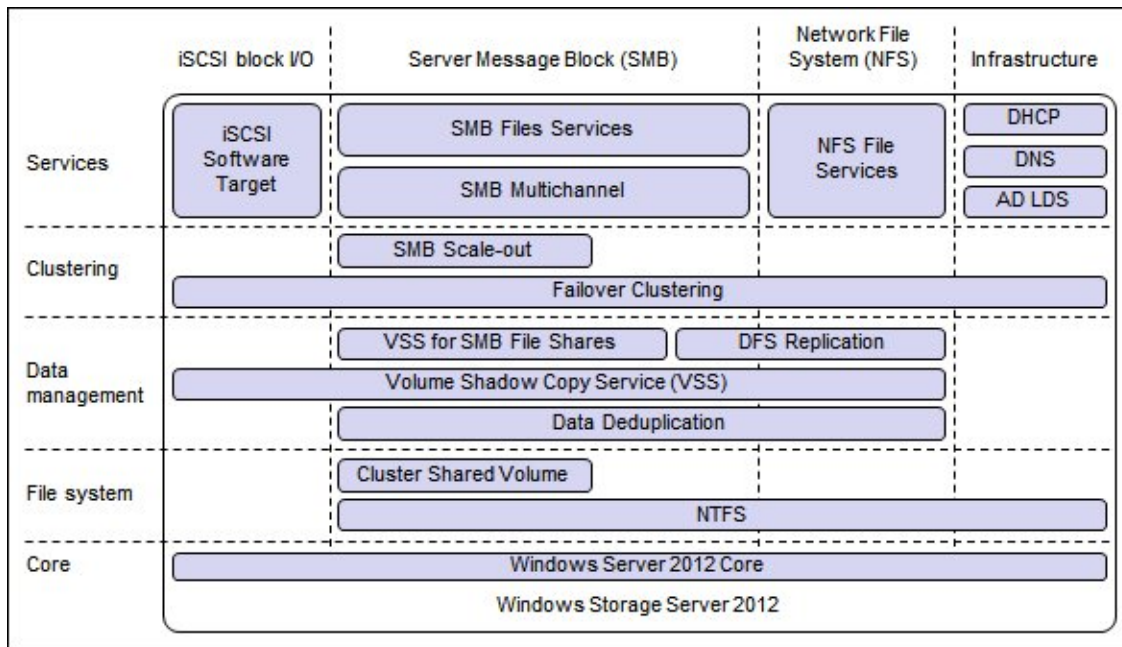 iSCSI block I/O
Server Message Block (SMB)
Network File
System (NFS)
Infrastructure
Services
iSCSI
Software
Target
SMB Files Services
SMB Multichannel
NFS File
Services
DHCP
DNS
AD LDS
Clustering
SMB Scale-out
Failover Clustering
Data
management
VSS for SMB File Shares
DFS Replication
Volume Shadow Copy Service (VSS)
Data Deduplication
File system
Cluster Shared Volume
NTFS
Core
Windows Server 2012 Core
Windows Storage Server 2012